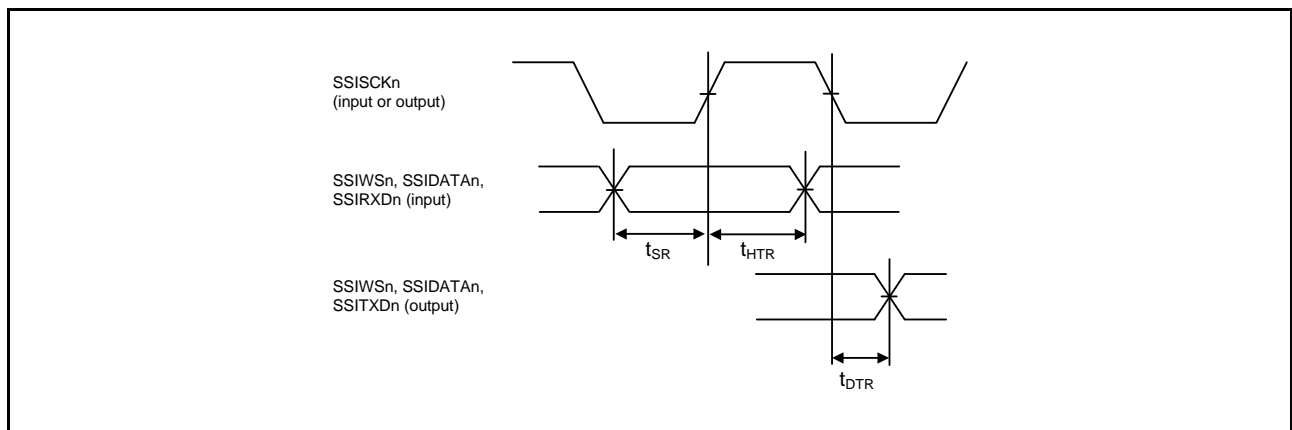 SSISCKn
(input or output)
SSIWSn, SSIDATAn,
SSIRXDn (input)
tSR
tHTR
SSIWSn, SSIDATAn,
SSITXDn (output)
tDTR